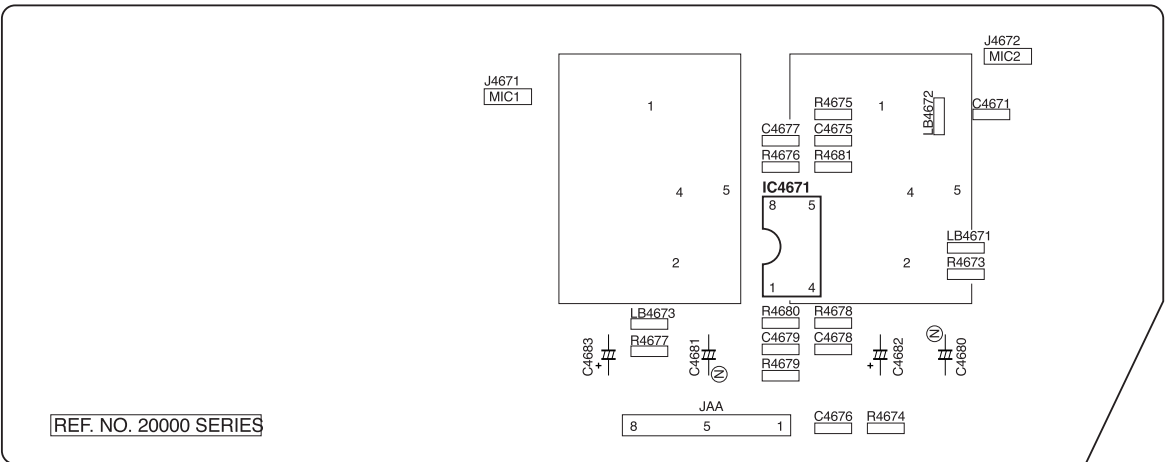 J4672
MIC2
J4671
MIC1
1
R4675
1
LB4672
C4671
C4677
C4675
R4676
R4681
4
5
IC4671
8
5
4
5
LB4671
2
2
R4673
1
4
LB4673
R4680
R4678
C4683
+
R4677
C4681
N
C4679
C4678
+
C4682
N
C4680
R4679
JAA
8
5
1
C4676
R4674
REF. NO. 20000 SERIES